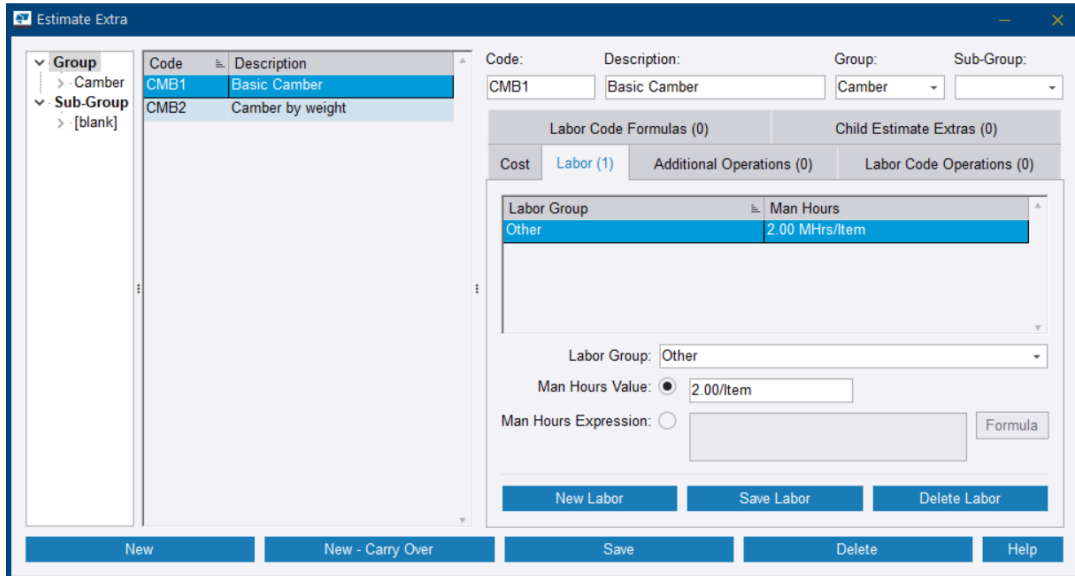 Estimate Extra
Group
Camber
Sub-Group
[blank]
Code Description
CMB1 Basic Camber
CMB2 Camber by weight
Code: Description: Group: Sub-Group:
CMB1 Basic Camber Camber
Labor Code Formulas (0) Child Estimate Extras (0)
Cost Labor (1) Additional Operations (0) Labor Code Operations (0)
Labor Group Man Hours
Other 2.00 MHrs/Item
Labor Group: Other
Man Hours Value: 2.00/Item
Man Hours Expression: Formula
New Labor Save Labor Delete Labor
New New - Carry Over Save Delete Help